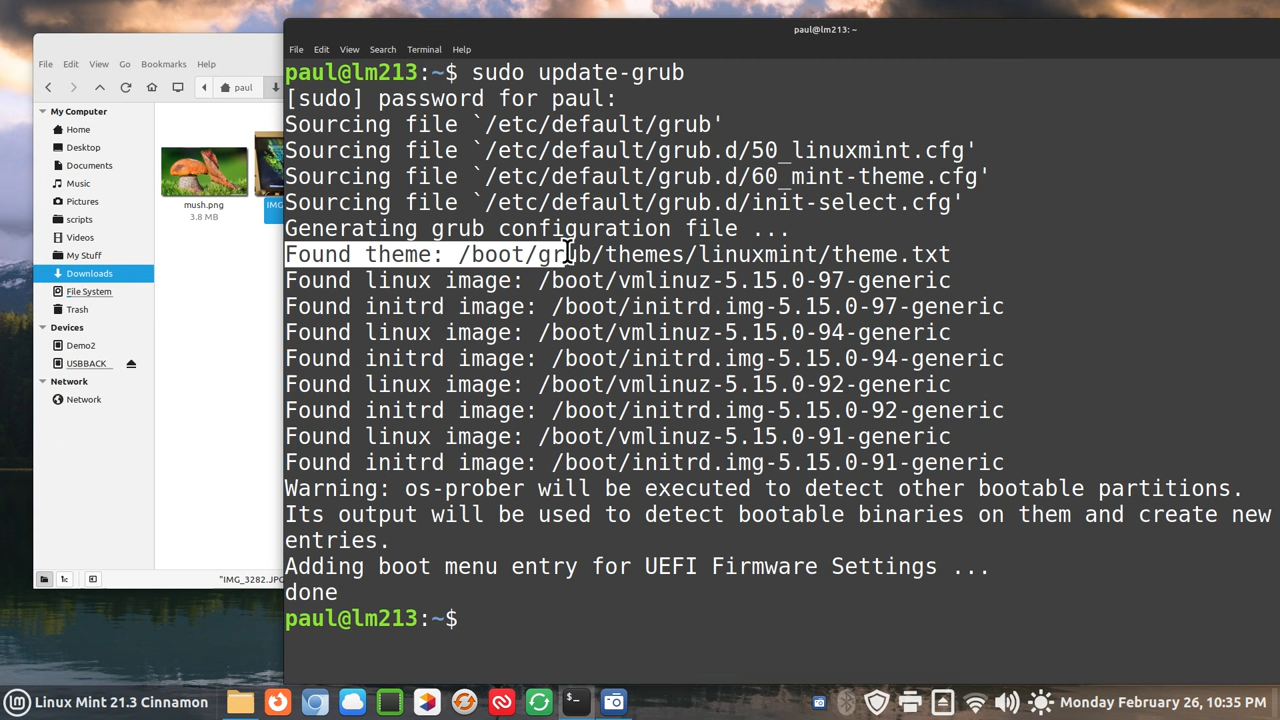 paul@lm213: ~
File Edit View Search Terminal Help
paul@lm213:~$ sudo update-grub
[sudo] password for paul:
Sourcing file `/etc/default/grub'
Sourcing file `/etc/default/grub.d/50_linuxmint.cfg'
Sourcing file `/etc/default/grub.d/60_mint-theme.cfg'
Sourcing file `/etc/default/grub.d/init-select.cfg'
Generating grub configuration file ...
Found theme: /boot/grub/themes/linuxmint/theme.txt
Found linux image: /boot/vmlinuz-5.15.0-97-generic
Found initrd image: /boot/initrd.img-5.15.0-97-generic
Found linux image: /boot/vmlinuz-5.15.0-94-generic
Found initrd image: /boot/initrd.img-5.15.0-94-generic
Found linux image: /boot/vmlinuz-5.15.0-92-generic
Found initrd image: /boot/initrd.img-5.15.0-92-generic
Found linux image: /boot/vmlinuz-5.15.0-91-generic
Found initrd image: /boot/initrd.img-5.15.0-91-generic
Warning: os-prober will be executed to detect other bootable partitions.
Its output will be used to detect bootable binaries on them and create new
entries.
Adding boot menu entry for UEFI Firmware Settings ...
done
paul@lm213:~$
File Edit View Go Bookmarks Help
paul
My Computer
Home
Desktop
Documents
Music
Pictures
scripts
Videos
My Stuff
Downloads
File System
Trash
Devices
Demo2
USBBACK
Network
Network
mush.png
3.8 MB
IMG
"IMG_3282.JPG
Linux Mint 21.3 Cinnamon
Monday February 26, 10:35 PM